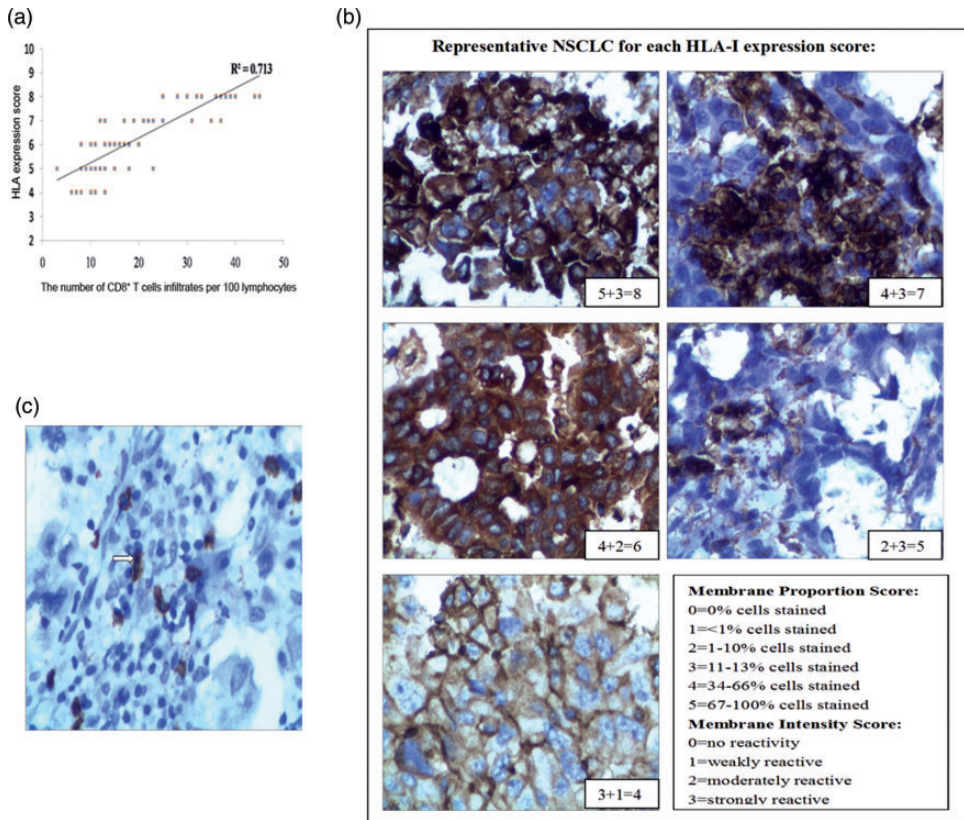 (a)
10
9
8
7
6
5
4
3
2
0 10 20 30 40 50
R² = 0.713
HLA expression score
The number of CD8⁺ T cells infiltrates per 100 lymphocytes
(b)
Representative NSCLC for each HLA-I expression score:
5+3=8
4+3=7
4+2=6
2+3=5
3+1=4
Membrane Proportion Score:
0=0% cells stained
1=<1% cells stained
2=1-10% cells stained
3=11-13% cells stained
4=34-66% cells stained
5=67-100% cells stained
Membrane Intensity Score:
0=no reactivity
1=weakly reactive
2=moderately reactive
3=strongly reactive
(c)